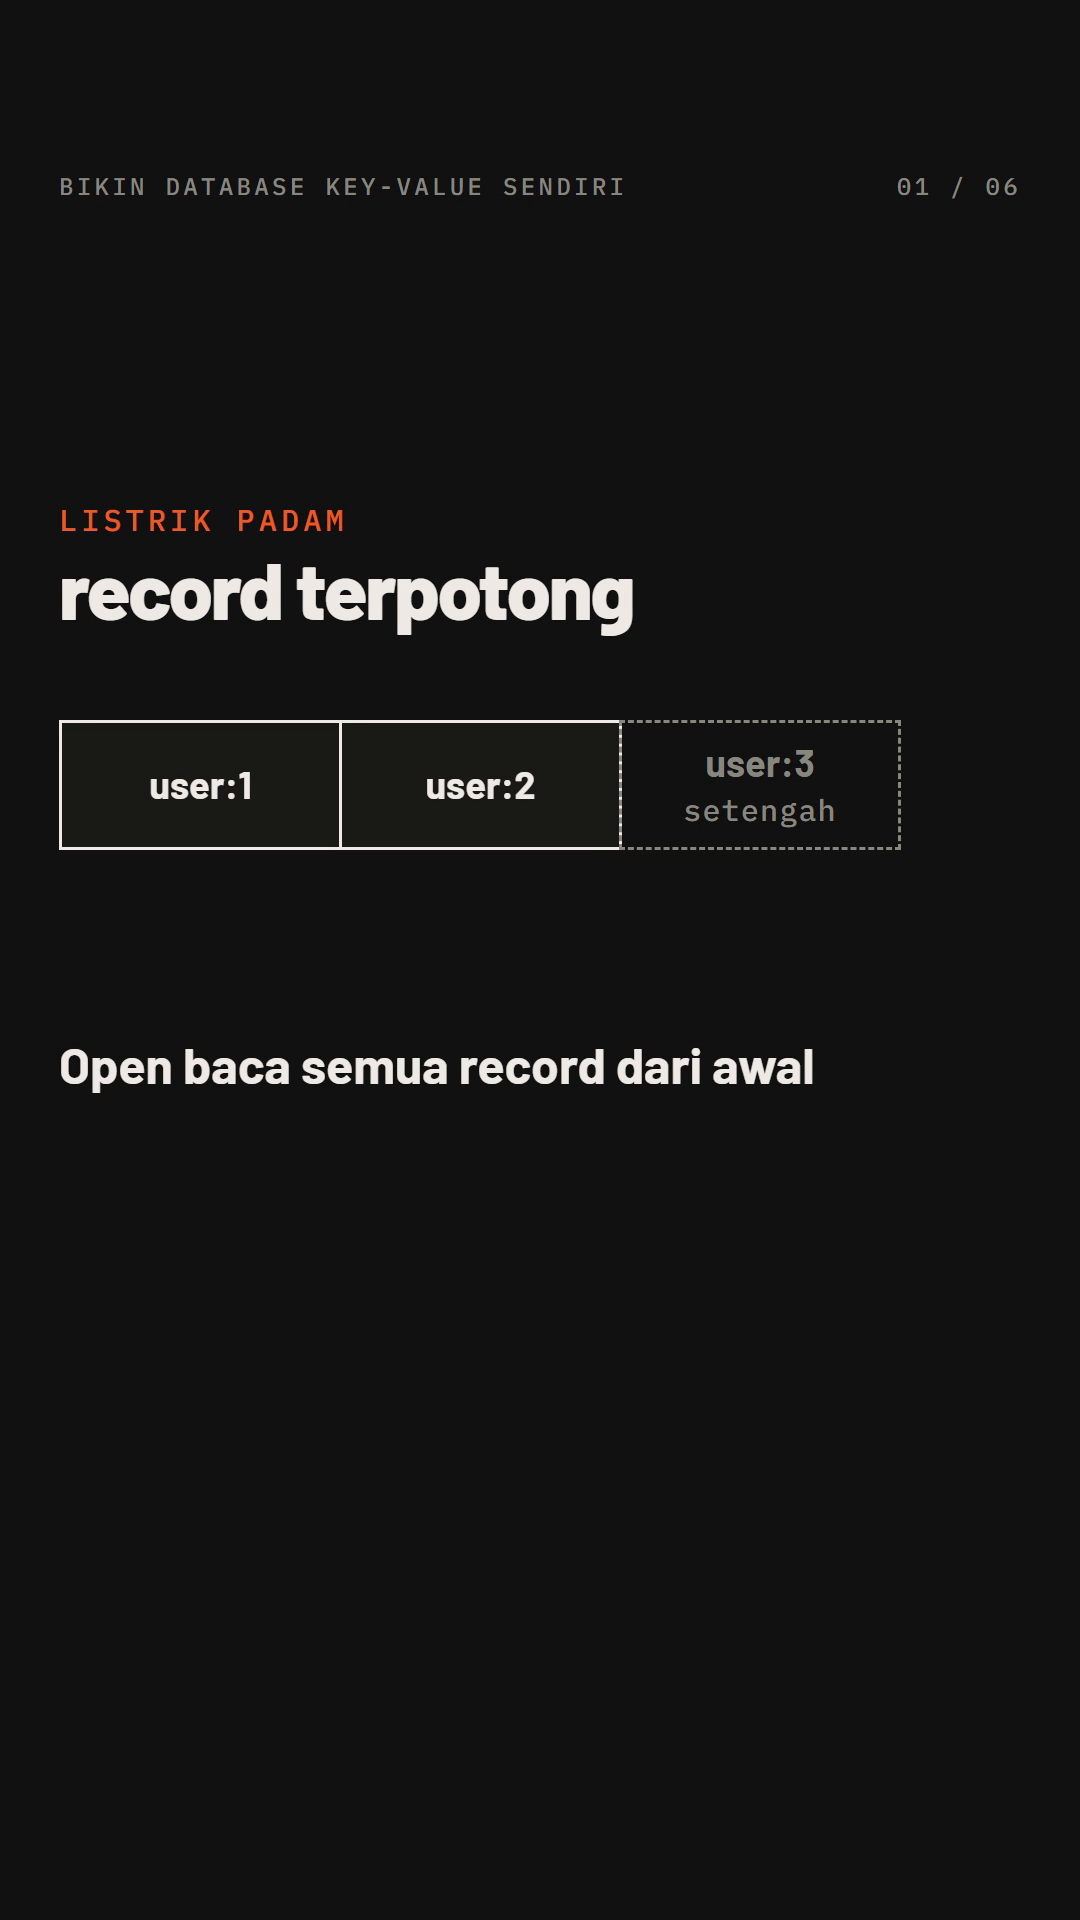 BIKIN DATABASE KEY-VALUE SENDIRI 01 / 06
LISTRIK PADAM
record terpotong
user:1 user:2 user:3
setengah
Open baca semua record dari awal